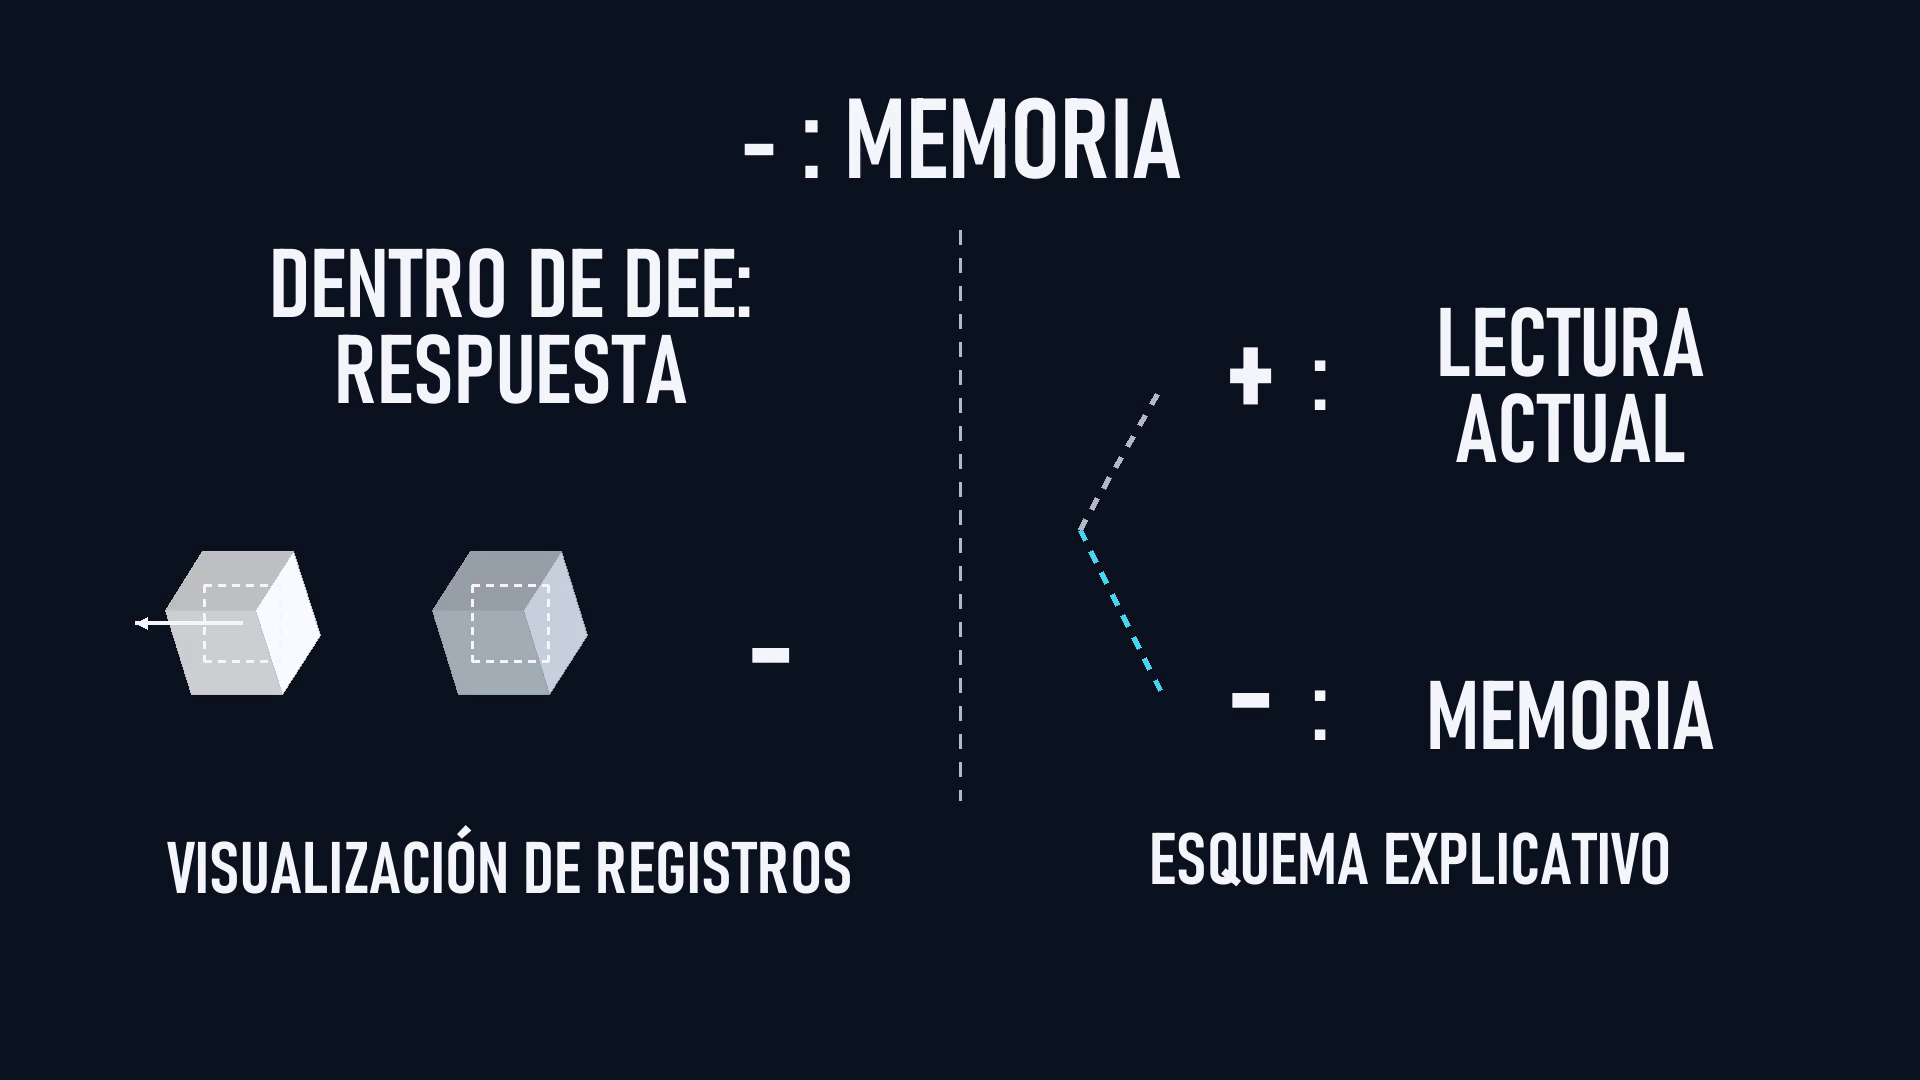 - : MEMORIA
DENTRO DE DEE:
RESPUESTA
-
VISUALIZACIÓN DE REGISTROS
+ : LECTURA
ACTUAL
- : MEMORIA
ESQUEMA EXPLICATIVO